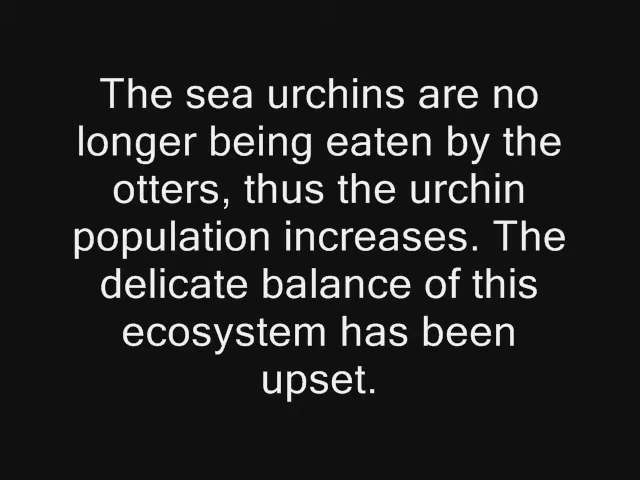 The sea urchins are no
longer being eaten by the
otters, thus the urchin
population increases. The
delicate balance of this
ecosystem has been
upset.